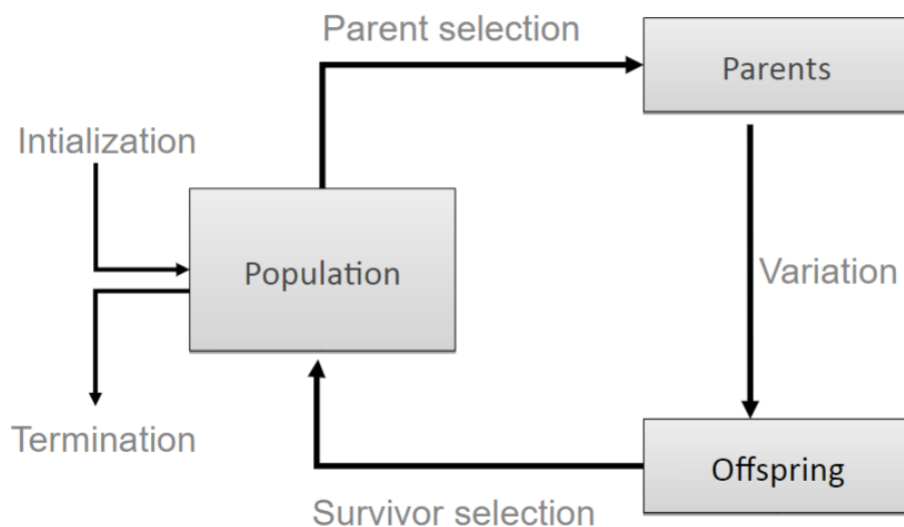 Parent selection
Parents
Intialization
Population
Variation
Termination
Offspring
Survivor selection